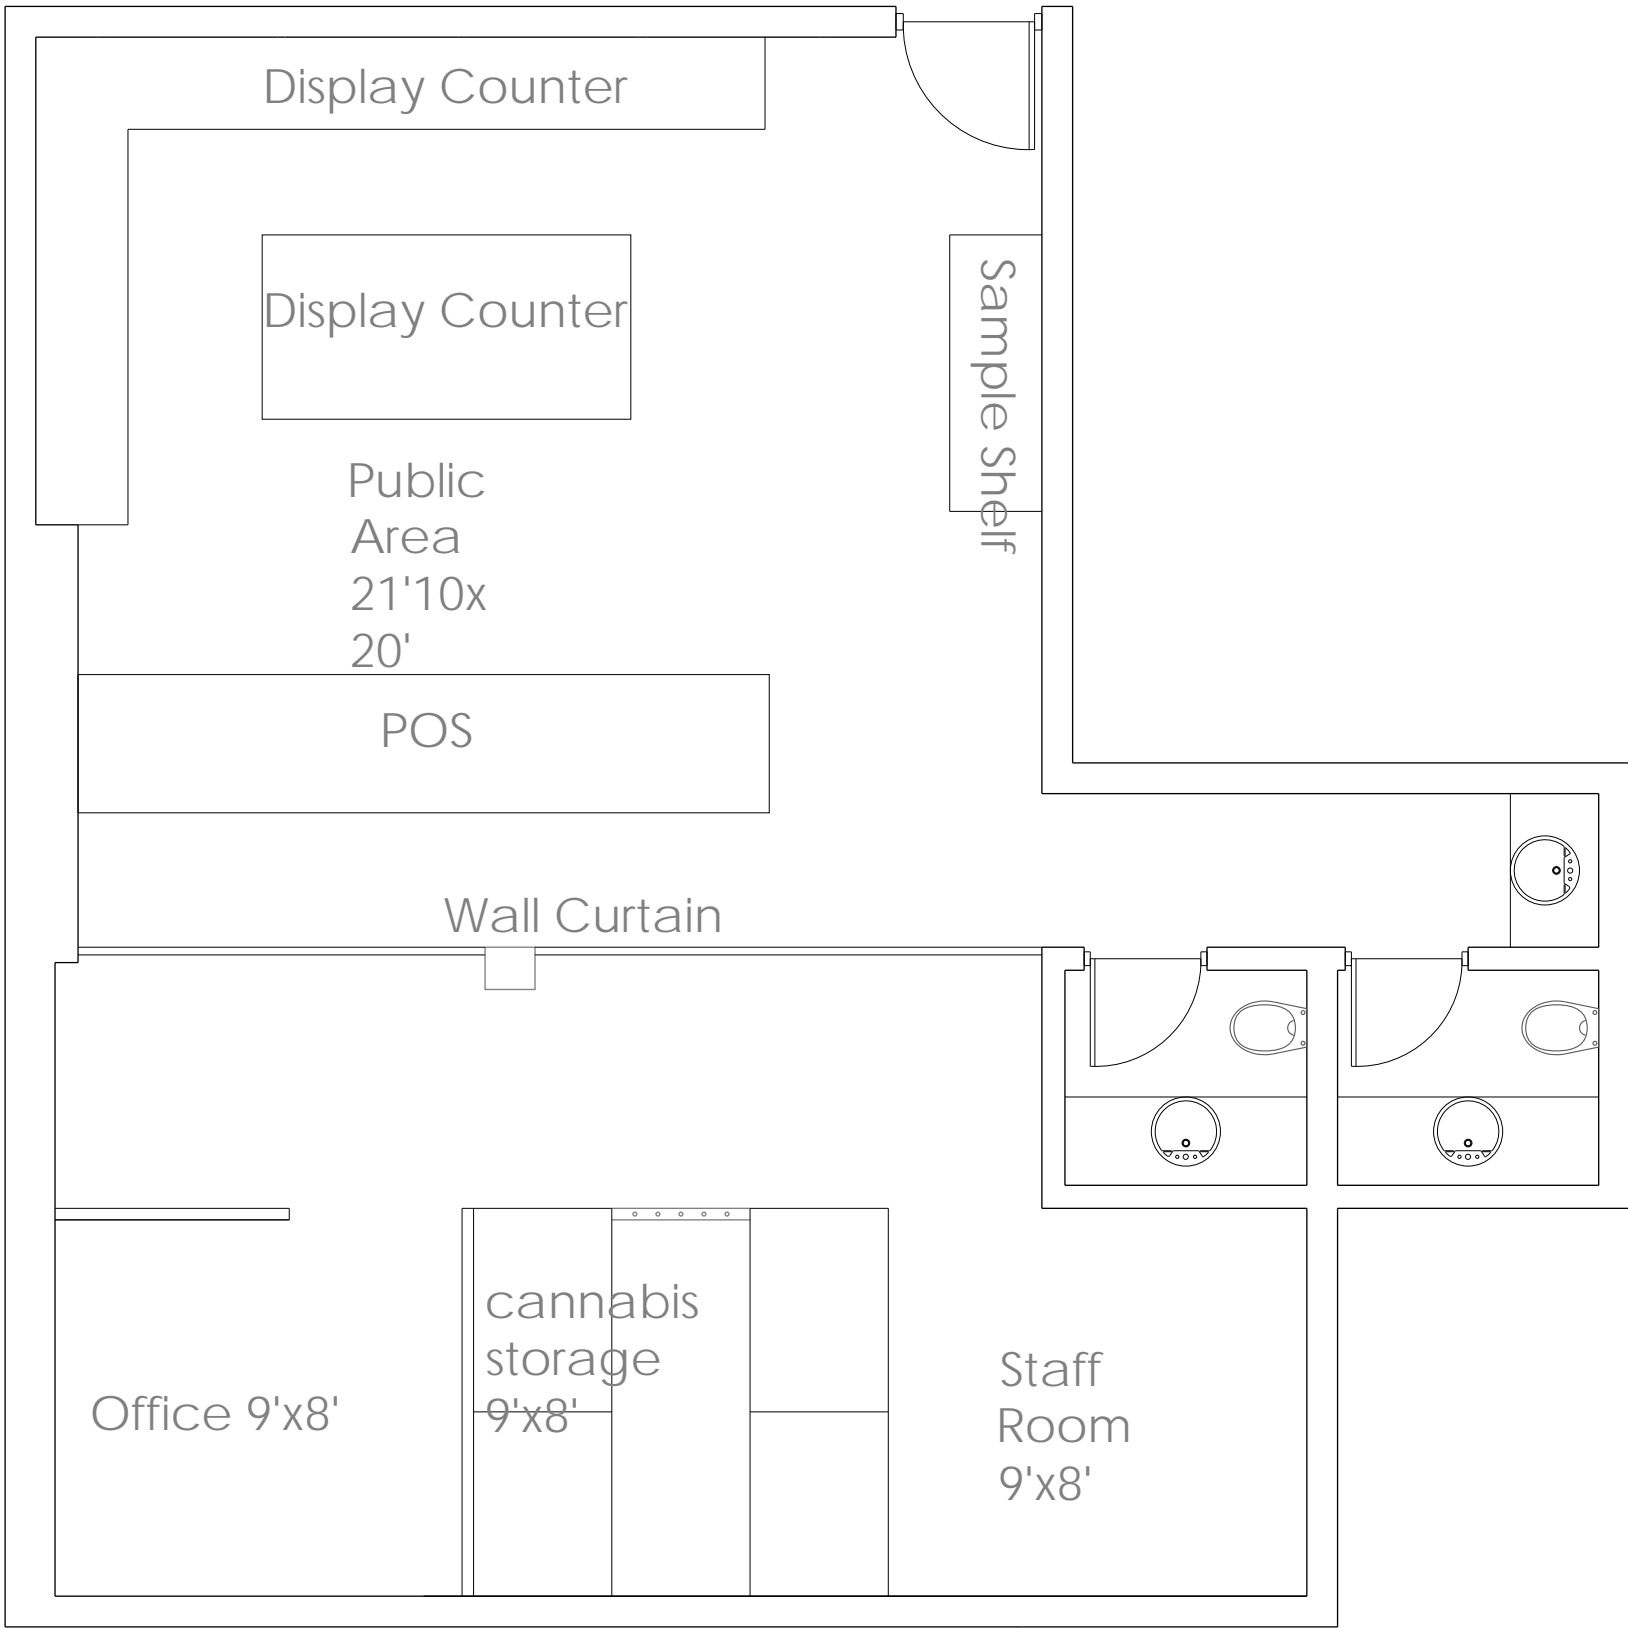 Display Counter
Display Counter
Sample Shelf
Public
Area
21'10x
20'
POS
Wall Curtain
cannabis
storage
9'x8'
Office 9'x8'
Staff
Room
9'x8'